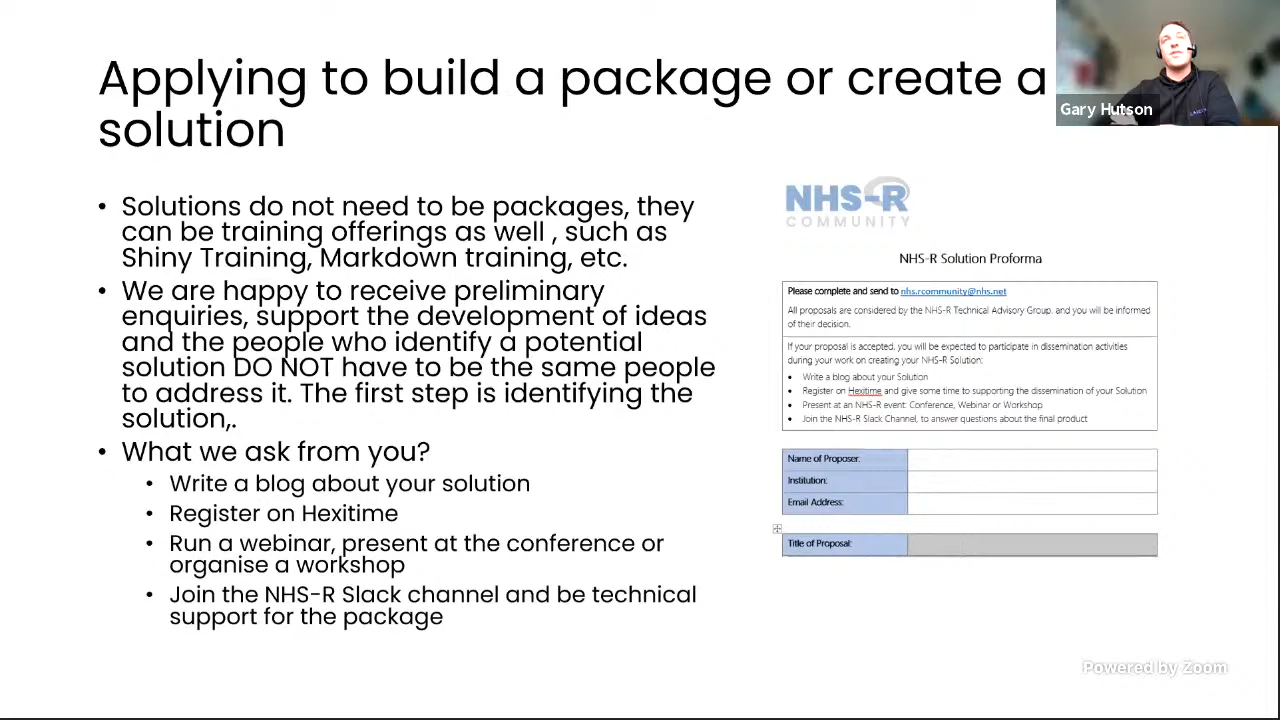 Applying to build a package or create a
solution
Gary Hutson
• Solutions do not need to be packages, they
can be training offerings as well , such as
Shiny Training, Markdown training, etc.
• We are happy to receive preliminary
enquiries, support the development of ideas
and the people who identify a potential
solution DO NOT have to be the same people
to address it. The first step is identifying the
solution,.
• What we ask from you?
• Write a blog about your solution
• Register on Hexitime
• Run a webinar, present at the conference or
organise a workshop
• Join the NHS-R Slack channel and be technical
support for the package
NHS-R
COMMUNITY
NHS-R Solution Proforma
Please complete and send to nhs.rcommunity@nhs.net
All proposals are considered by the NHS-R Technical Advisory Group, and you will be informed
of their decision.
If your proposal is accepted, you will be expected to participate in dissemination activities
during your work on creating your NHS-R Solution:
• Write a blog about your Solution
• Register on Hexitime and give some time to supporting the dissemination of your Solution
• Present at an NHS-R event: Conference, Webinar or Workshop
• Join the NHS-R Slack Channel, to answer questions about the final product
Name of Proposer:
Institution:
Email Address:
Title of Proposal:
Powered by Zoom